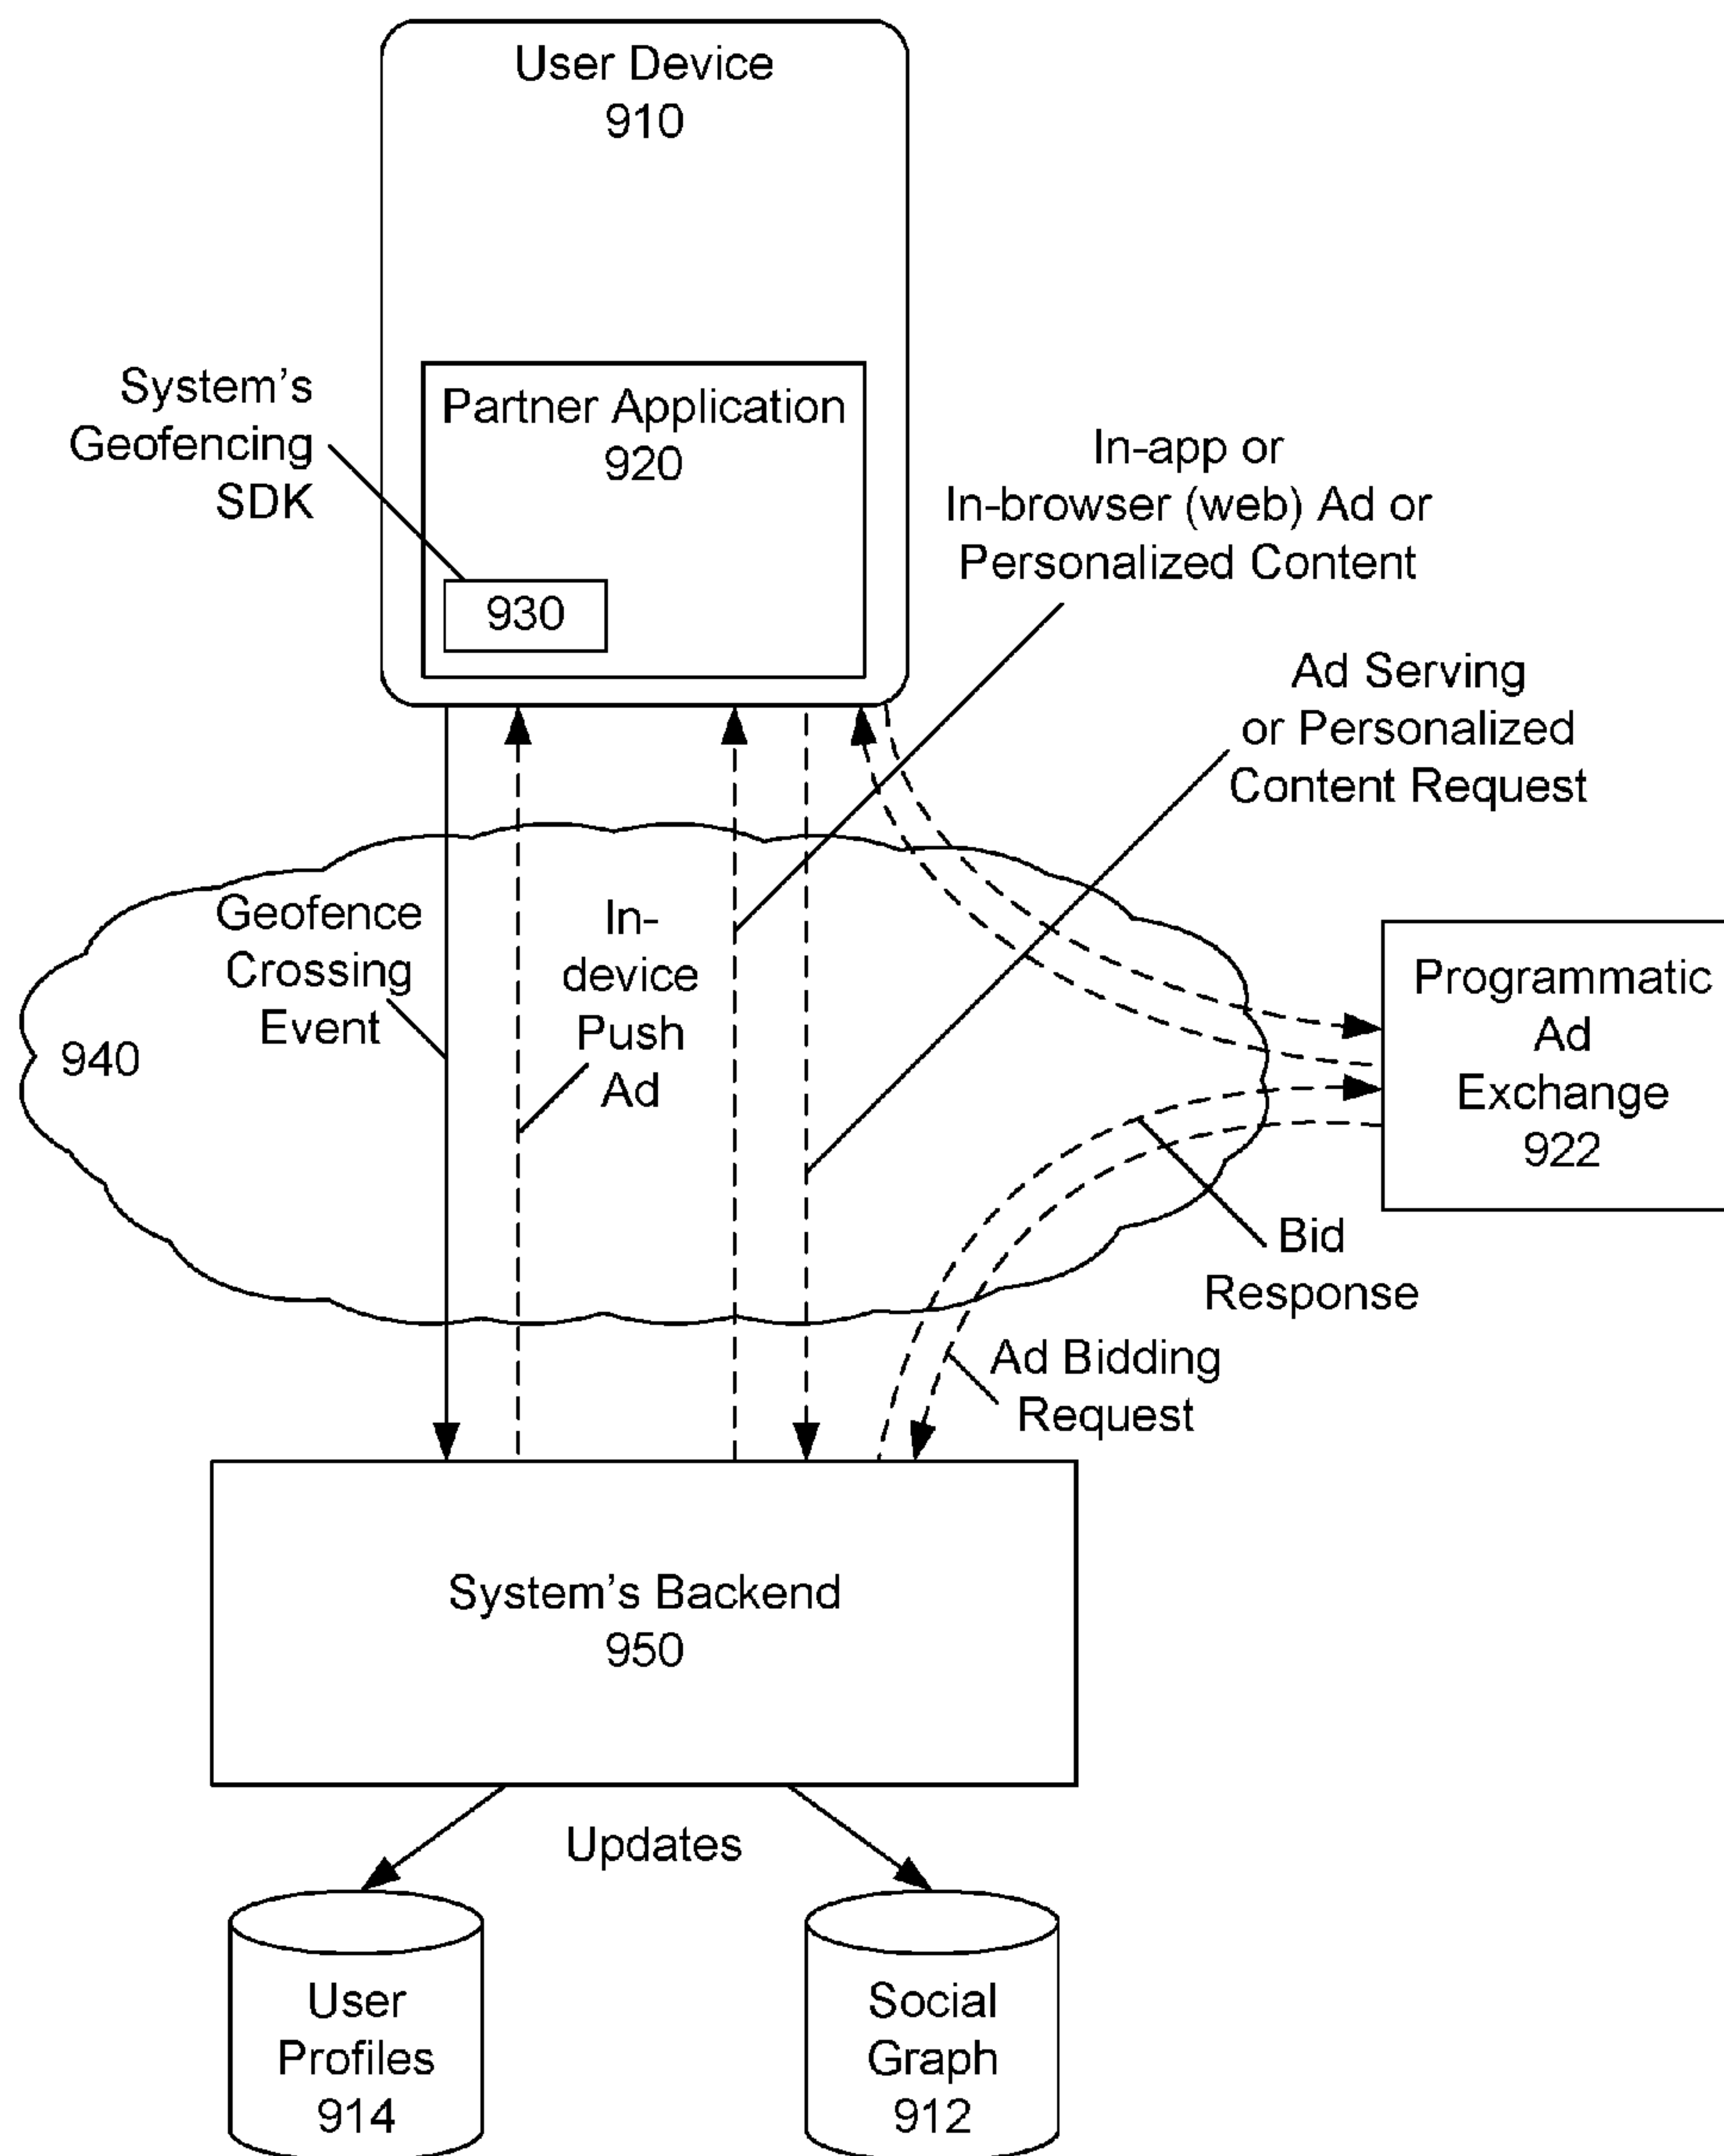 User Device
910
System's
Geofencing
SDK
Partner Application
920
930
In-app or
In-browser (web) Ad or
Personalized Content
Ad Serving
or Personalized
Content Request
Geofence
Crossing
Event
In-
device
Push
Ad
940
Programmatic
Ad
Exchange
922
Bid
Response
Ad Bidding
Request
System's Backend
950
Updates
User
Profiles
914
Social
Graph
912